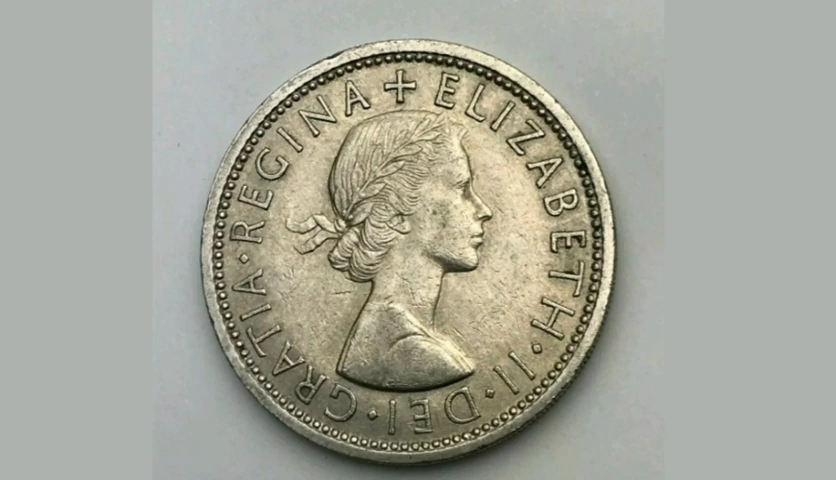 + ELIZABETH · II · DEI · GRATIA · REGINA